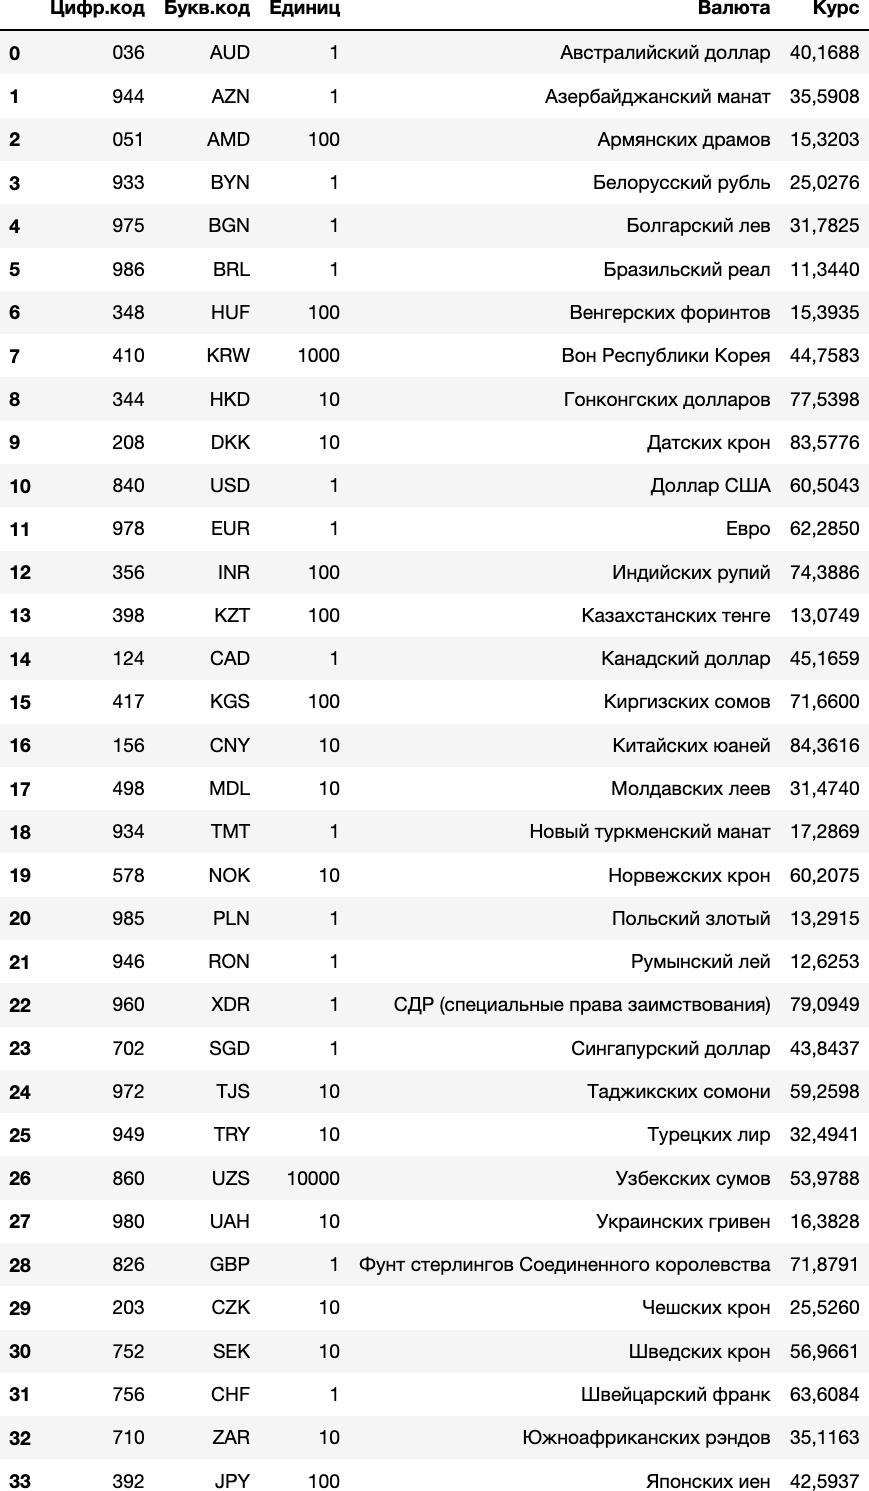 Цифр.код Букв.код Единиц Валюта Курс
0 036 AUD 1 Австралийский доллар 40,1688
1 944 AZN 1 Азербайджанский манат 35,5908
2 051 AMD 100 Армянских драмов 15,3203
3 933 BYN 1 Белорусский рубль 25,0276
4 975 BGN 1 Болгарский лев 31,7825
5 986 BRL 1 Бразильский реал 11,3440
6 348 HUF 100 Венгерских форинтов 15,3935
7 410 KRW 1000 Вон Республики Корея 44,7583
8 344 HKD 10 Гонконгских долларов 77,5398
9 208 DKK 10 Датских крон 83,5776
10 840 USD 1 Доллар США 60,5043
11 978 EUR 1 Евро 62,2850
12 356 INR 100 Индийских рупий 74,3886
13 398 KZT 100 Казахстанских тенге 13,0749
14 124 CAD 1 Канадский доллар 45,1659
15 417 KGS 100 Киргизских сомов 71,6600
16 156 CNY 10 Китайских юаней 84,3616
17 498 MDL 10 Молдавских леев 31,4740
18 934 TMT 1 Новый туркменский манат 17,2869
19 578 NOK 10 Норвежских крон 60,2075
20 985 PLN 1 Польский злотый 13,2915
21 946 RON 1 Румынский лей 12,6253
22 960 XDR 1 СДР (специальные права заимствования) 79,0949
23 702 SGD 1 Сингапурский доллар 43,8437
24 972 TJS 10 Таджикских сомони 59,2598
25 949 TRY 10 Турецких лир 32,4941
26 860 UZS 10000 Узбекских сумов 53,9788
27 980 UAH 10 Украинских гривен 16,3828
28 826 GBP 1 Фунт стерлингов Соединенного королевства 71,8791
29 203 CZK 10 Чешских крон 25,5260
30 752 SEK 10 Шведских крон 56,9661
31 756 CHF 1 Швейцарский франк 63,6084
32 710 ZAR 10 Южноафриканских рэндов 35,1163
33 392 JPY 100 Японских иен 42,5937